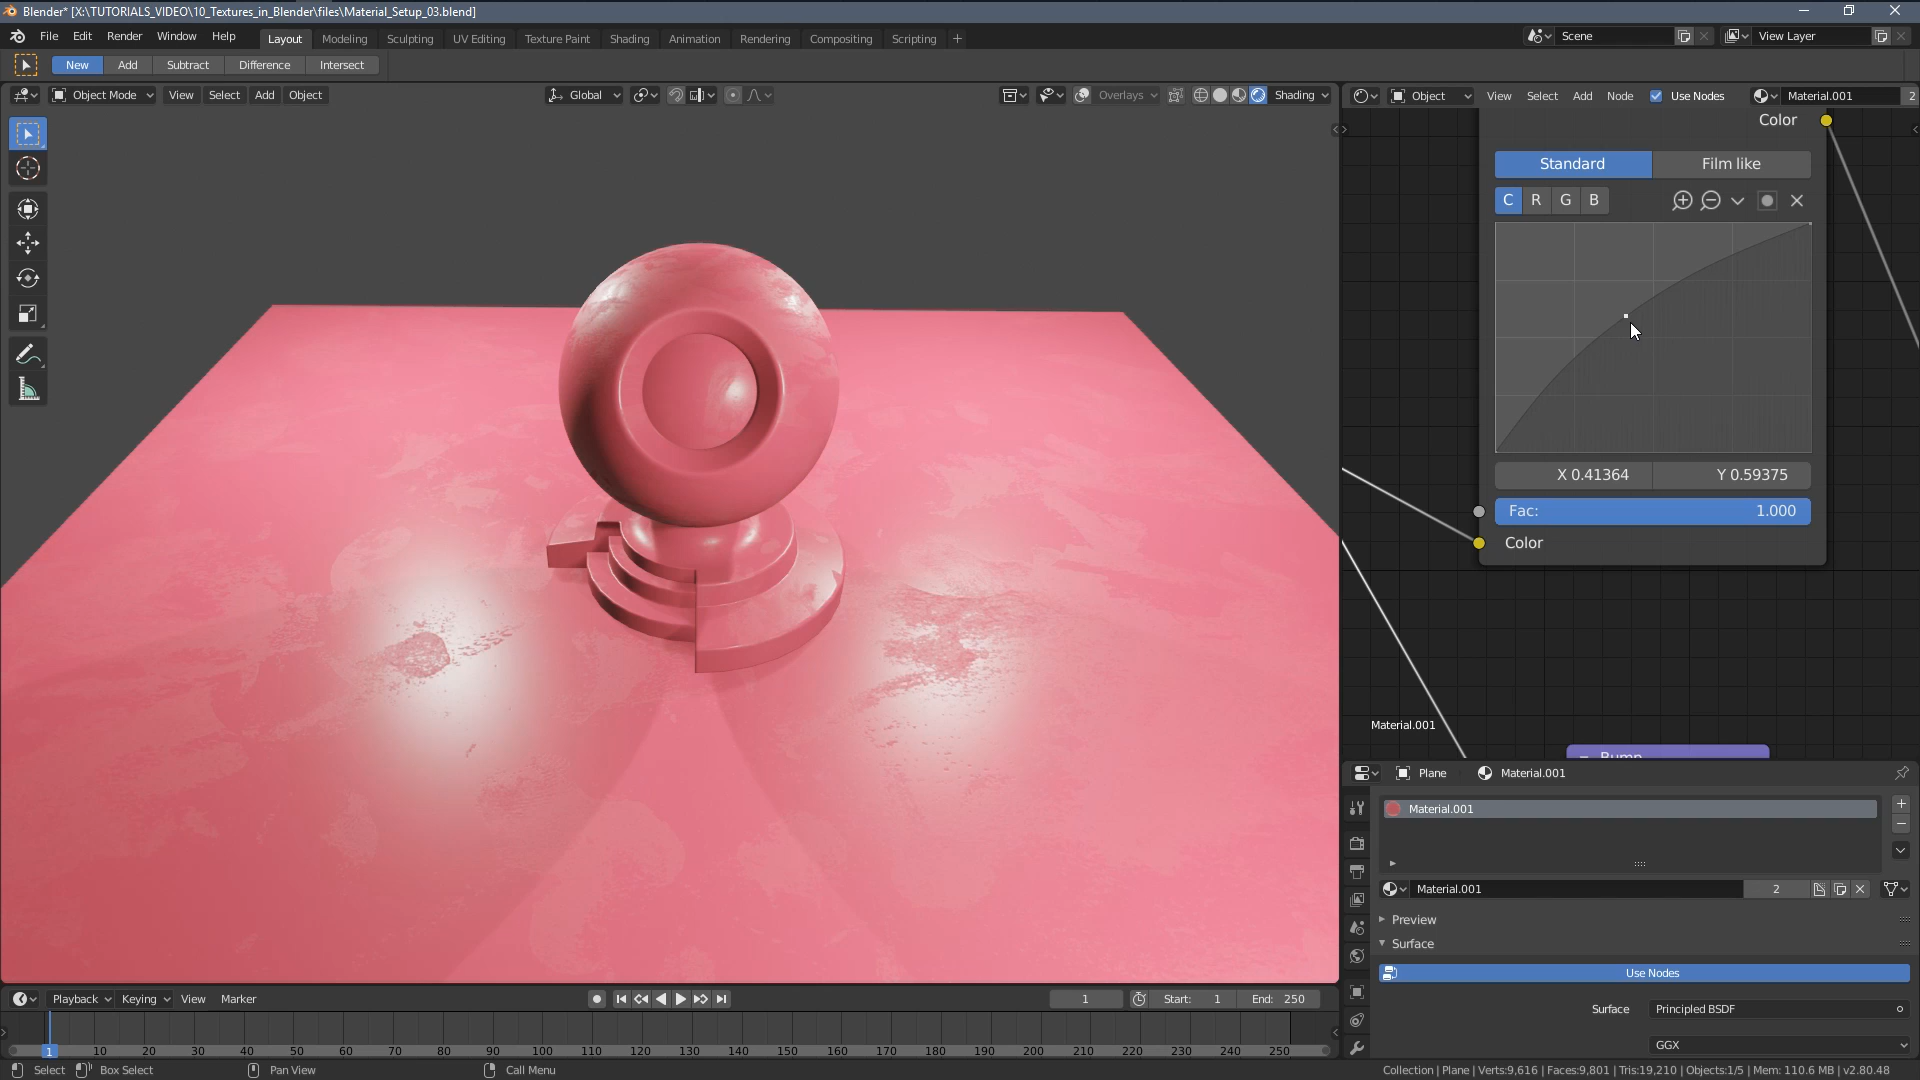 Blender* [X:\TUTORIALS_VIDEO\10_Textures_in_Blender\files\Material_Setup_03.blend]
File Edit Render Window Help Layout Modeling Sculpting UV Editing Texture Paint Shading Animation Rendering Compositing Scripting + Scene View Layer
New Add Subtract Difference Intersect
Object Mode View Select Add Object Global Overlays Shading Object View Select Add Node Use Nodes Material.001 2
Color
Standard Film like
C R G B
X 0.41364 Y 0.59375
Fac: 1.000
Color
Material.001
Bump
Plane Material.001
Material.001
Material.001 2
Preview
Surface
Use Nodes
Surface Principled BSDF
GGX
Playback Keying View Marker 1 Start: 1 End: 250
1 10 20 30 40 50 60 70 80 90 100 110 120 130 140 150 160 170 180 190 200 210 220 230 240 250
Select Box Select Pan View Call Menu Collection | Plane | Verts:9,616 | Faces:9,801 | Tris:19,210 | Objects:1/5 | Mem: 110.6 MB | v2.80.48